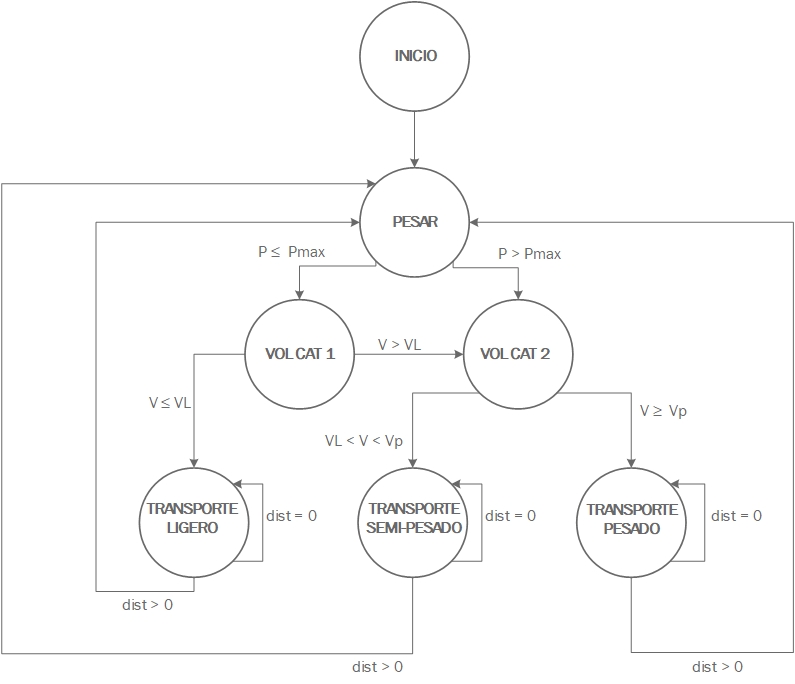 INICIO
PESAR
P ≤ Pmax
P > Pmax
VOL CAT 1
V > VL
VOL CAT 2
V ≤ VL
VL < V < Vp
V ≥ Vp
TRANSPORTE
LIGERO
dist = 0
TRANSPORTE
SEMI-PESADO
dist = 0
TRANSPORTE
PESADO
dist = 0
dist > 0
dist > 0
dist > 0